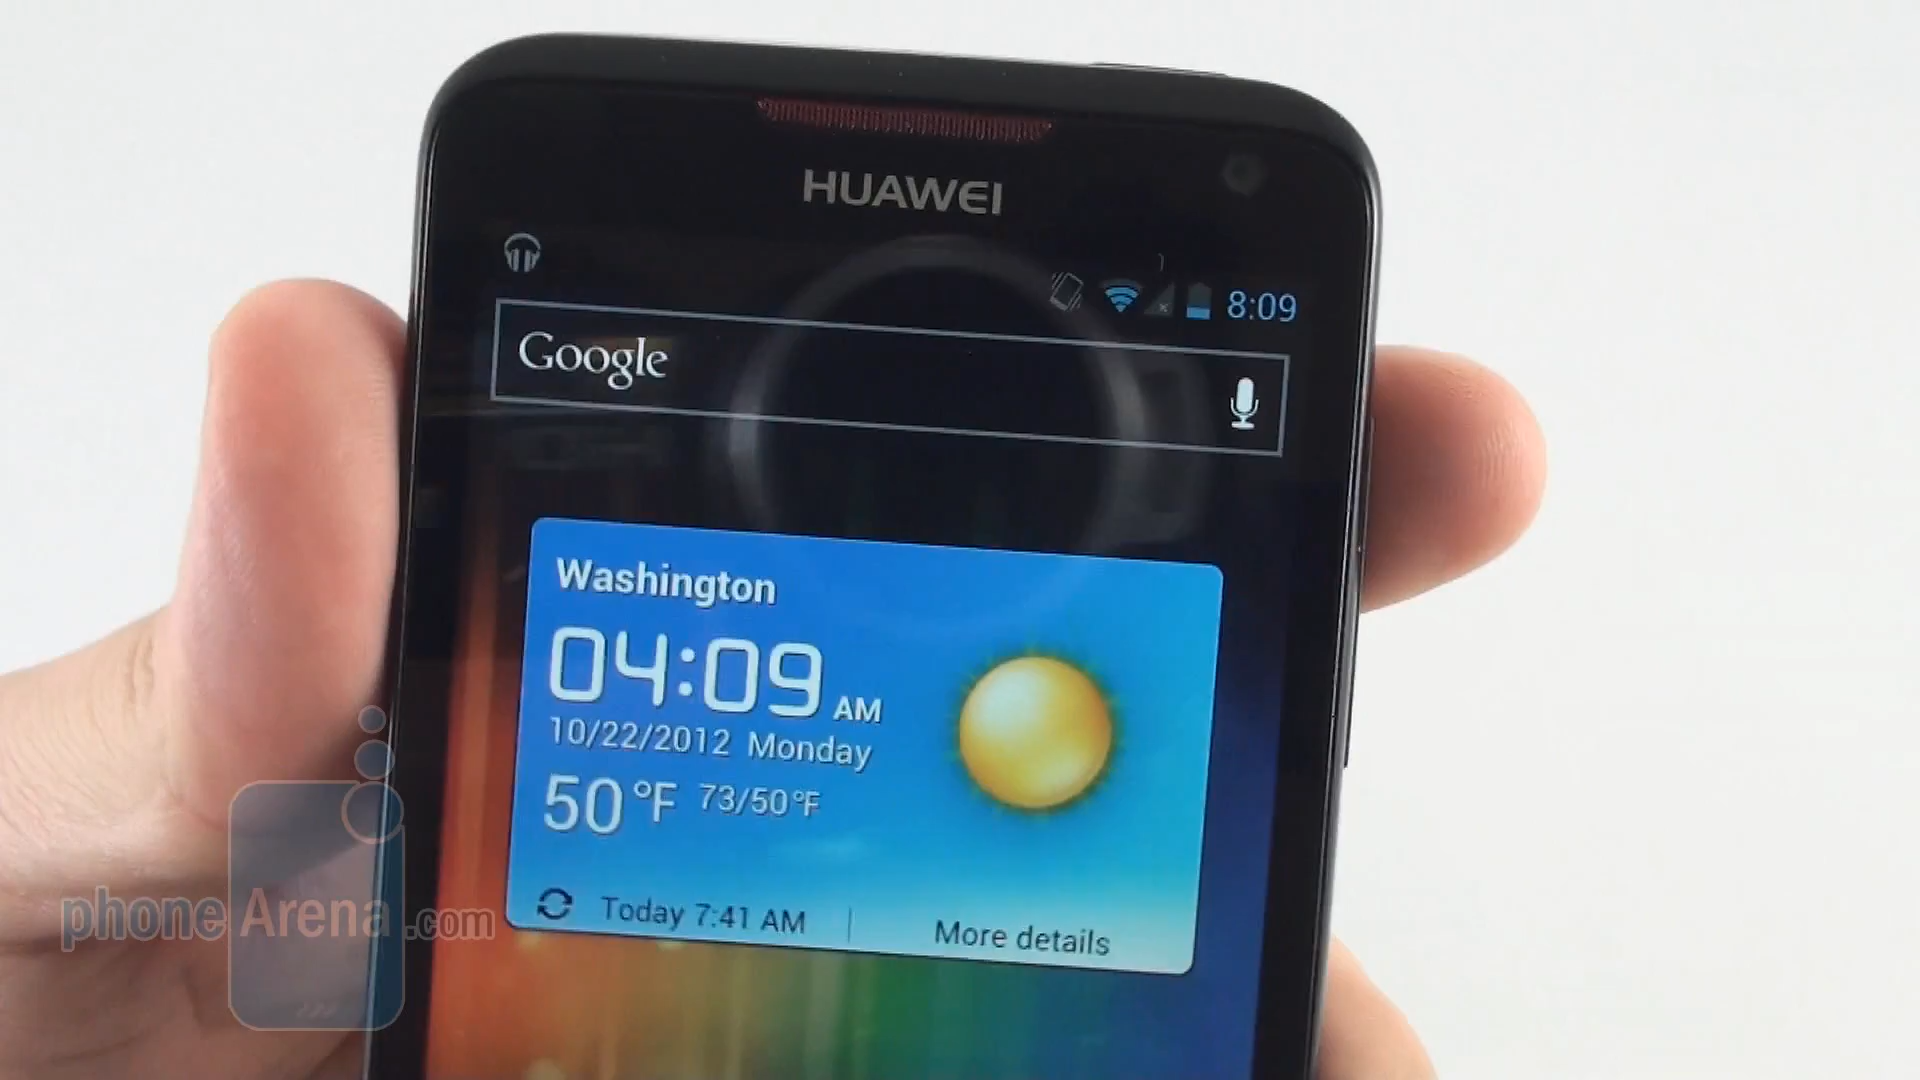 HUAWEI
8:09
Google
Washington
04:09 AM
10/22/2012 Monday
50°F 73/50°F
Today 7:41 AM | More details
phoneArena.com